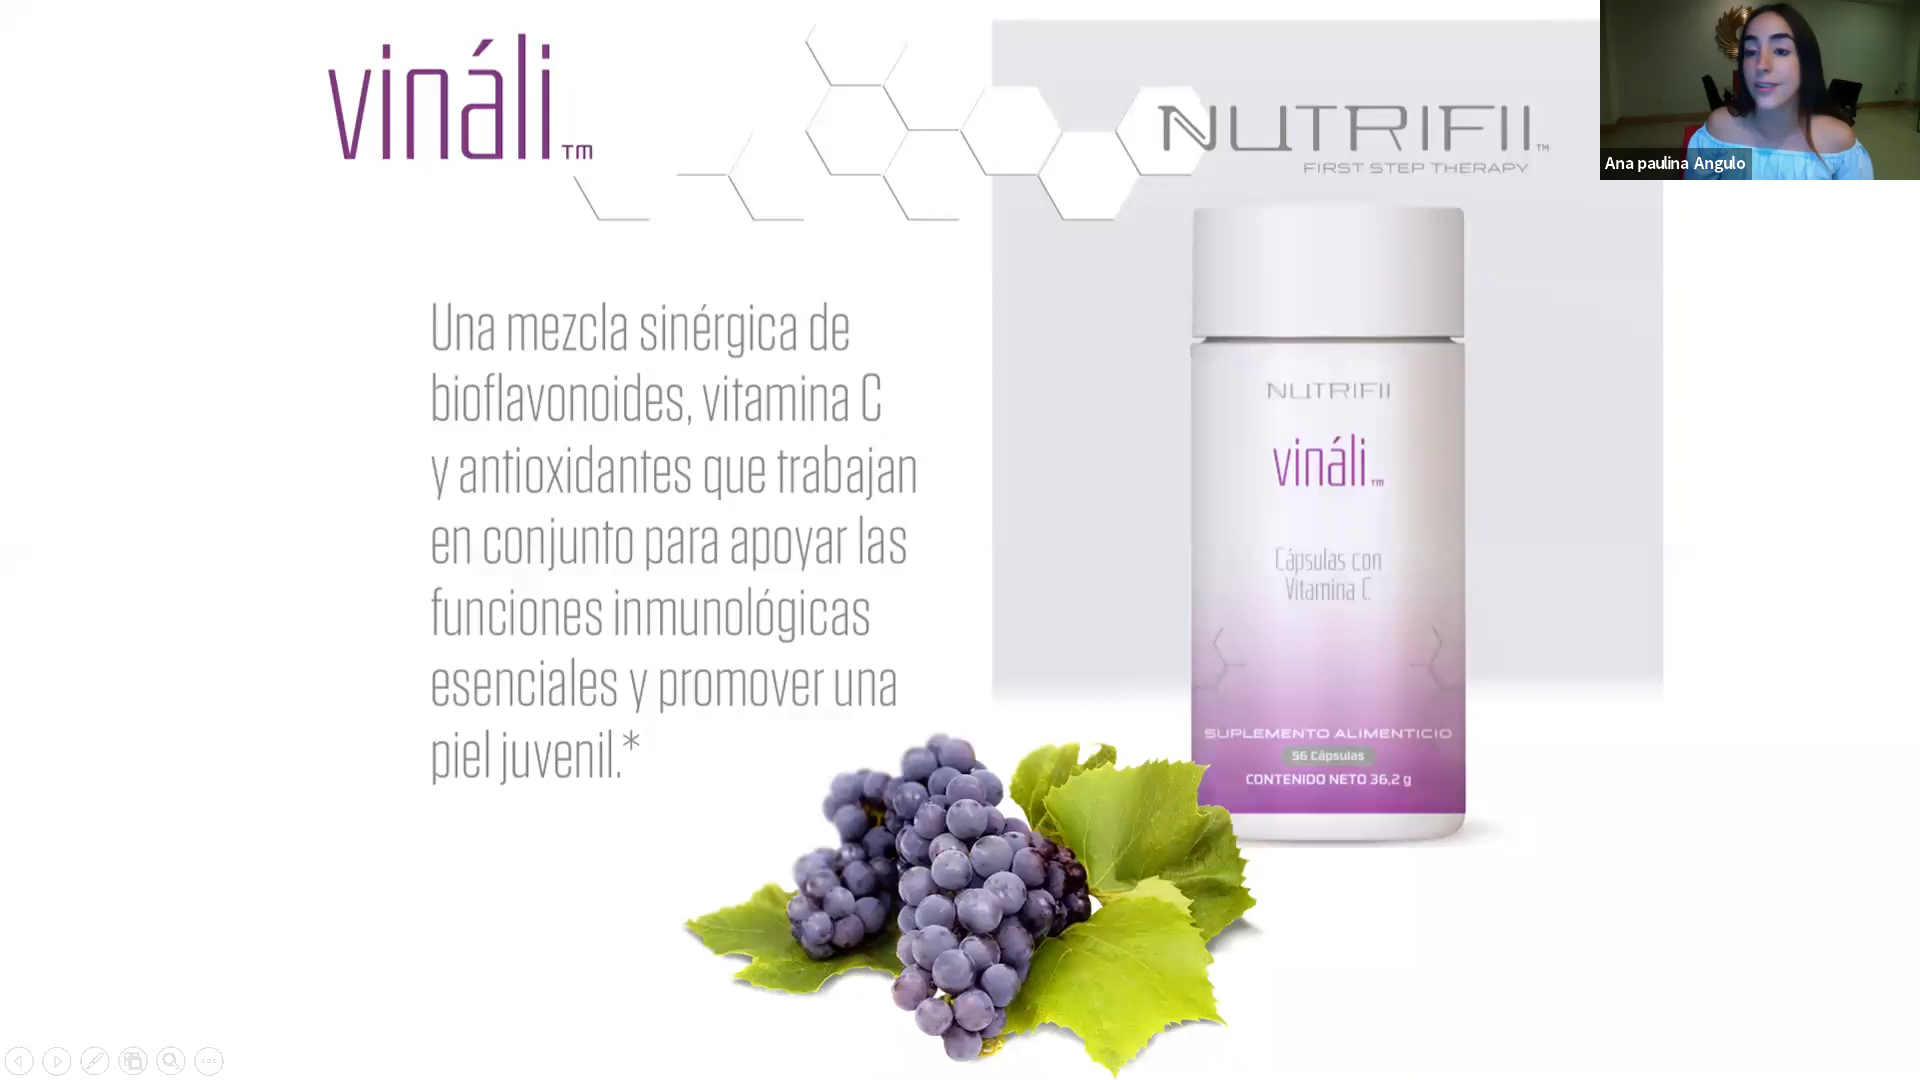 vináli™
NUTRIFII™
FIRST STEP THERAPY
Ana paulina Angulo
Una mezcla sinérgica de
bioflavonoides, vitamina C
y antioxidantes que trabajan
en conjunto para apoyar las
funciones inmunológicas
esenciales y promover una
piel juvenil.*
NUTRIFII
vináli™
Cápsulas con
Vitamina C
SUPLEMENTO ALIMENTICIO
56 Cápsulas
CONTENIDO NETO 36,2 g